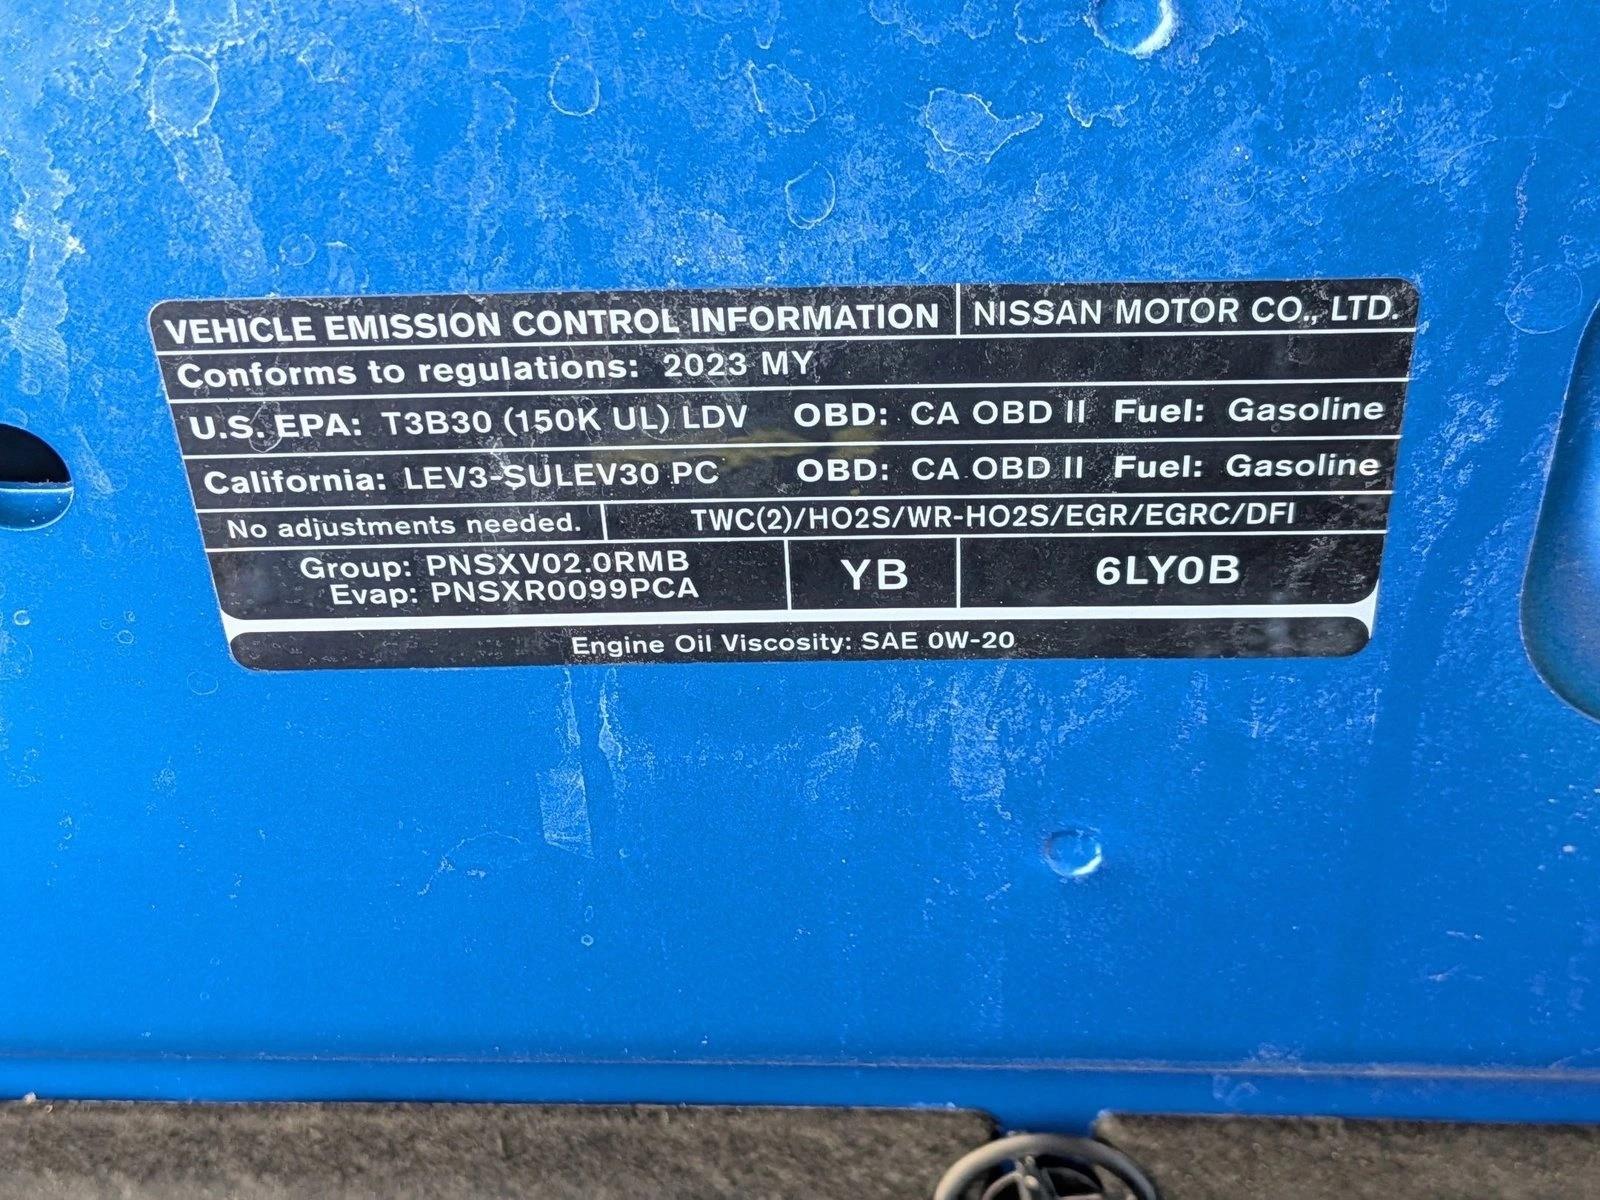 VEHICLE EMISSION CONTROL INFORMATION NISSAN MOTOR CO., LTD.
Conforms to regulations: 2023 MY
U.S. EPA: T3B30 (150K UL) LDV OBD: CA OBD II Fuel: Gasoline
California: LEV3-SULEV30 PC OBD: CA OBD II Fuel: Gasoline
No adjustments needed. TWC(2)/HO2S/WR-HO2S/EGR/EGRC/DFI
Group: PNSXV02.0RMB
Evap: PNSXR0099PCA
YB
6LY0B
Engine Oil Viscosity: SAE 0W-20